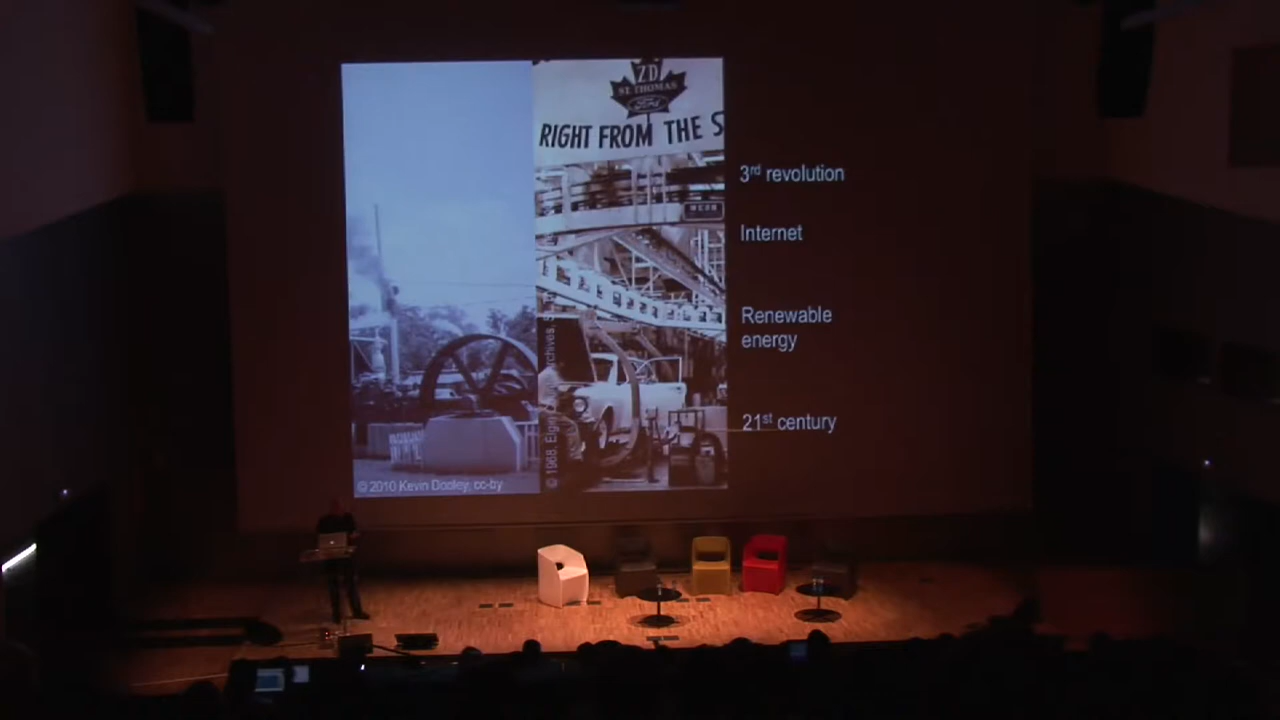 ZD
ST. THOMAS
Ford
RIGHT FROM THE S
3rd revolution
Internet
Renewable
energy
21st century
© 2010 Kevin Dooley, cc-by
© 1968, Elgin
rchives, S